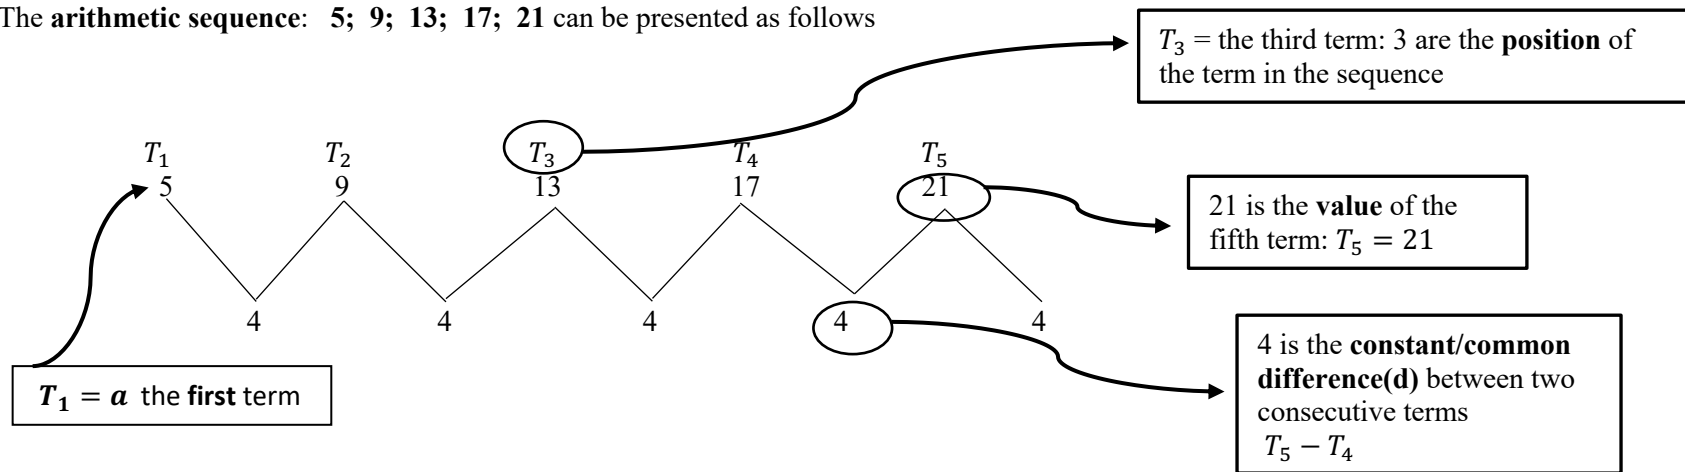 The arithmetic sequence: 5; 9; 13; 17; 21 can be presented as follows
T₃ = the third term: 3 are the position of
the term in the sequence
T₁ T₂ T₃ T₄ T₅
5 9 13 17 21
21 is the value of the
fifth term: T₅ = 21
4 4 4 4 4
4 is the constant/common
difference(d) between two
consecutive terms
T₅ − T₄
T₁ = a the first term